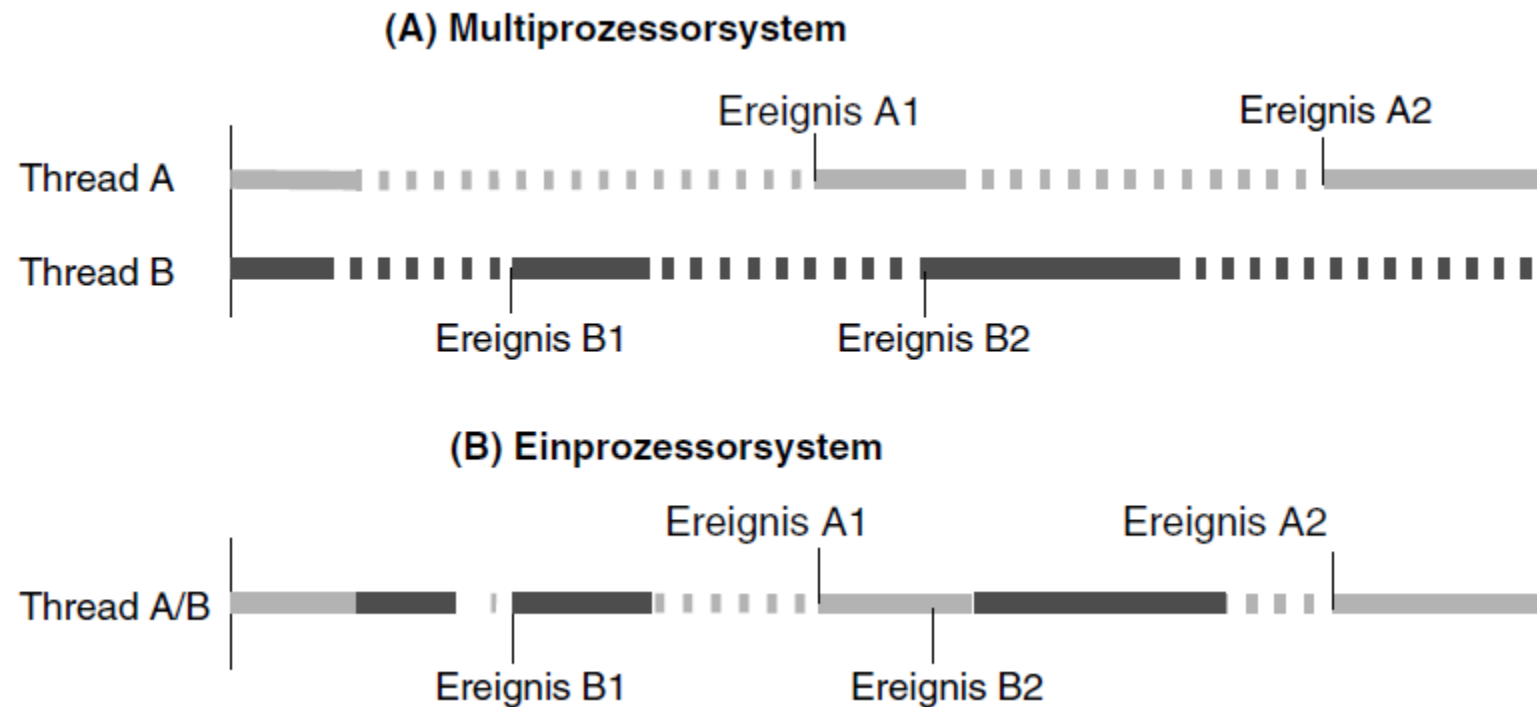 (A) Multiprozessorsystem
Ereignis A1
Ereignis A2
Thread A
Thread B
Ereignis B1
Ereignis B2
(B) Einprozessorsystem
Ereignis A1
Ereignis A2
Thread A/B
Ereignis B1
Ereignis B2